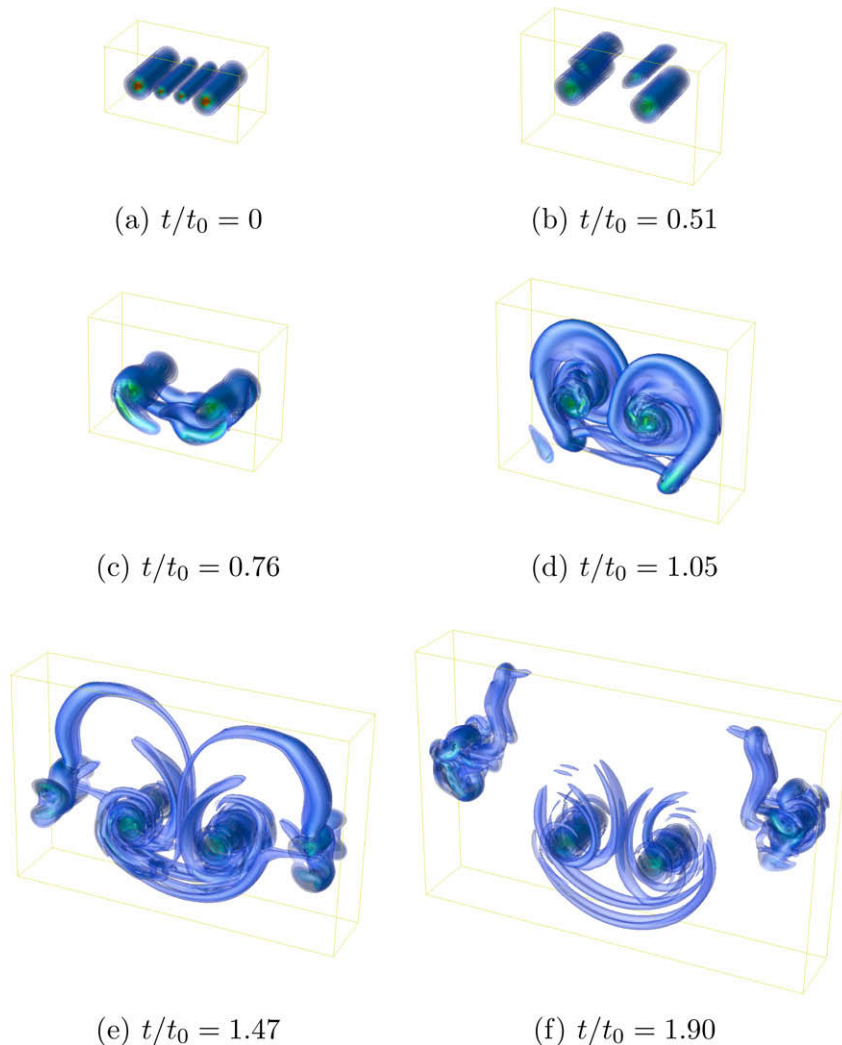 (a) t/t₀ = 0
(b) t/t₀ = 0.51
(c) t/t₀ = 0.76
(d) t/t₀ = 1.05
(e) t/t₀ = 1.47
(f) t/t₀ = 1.90